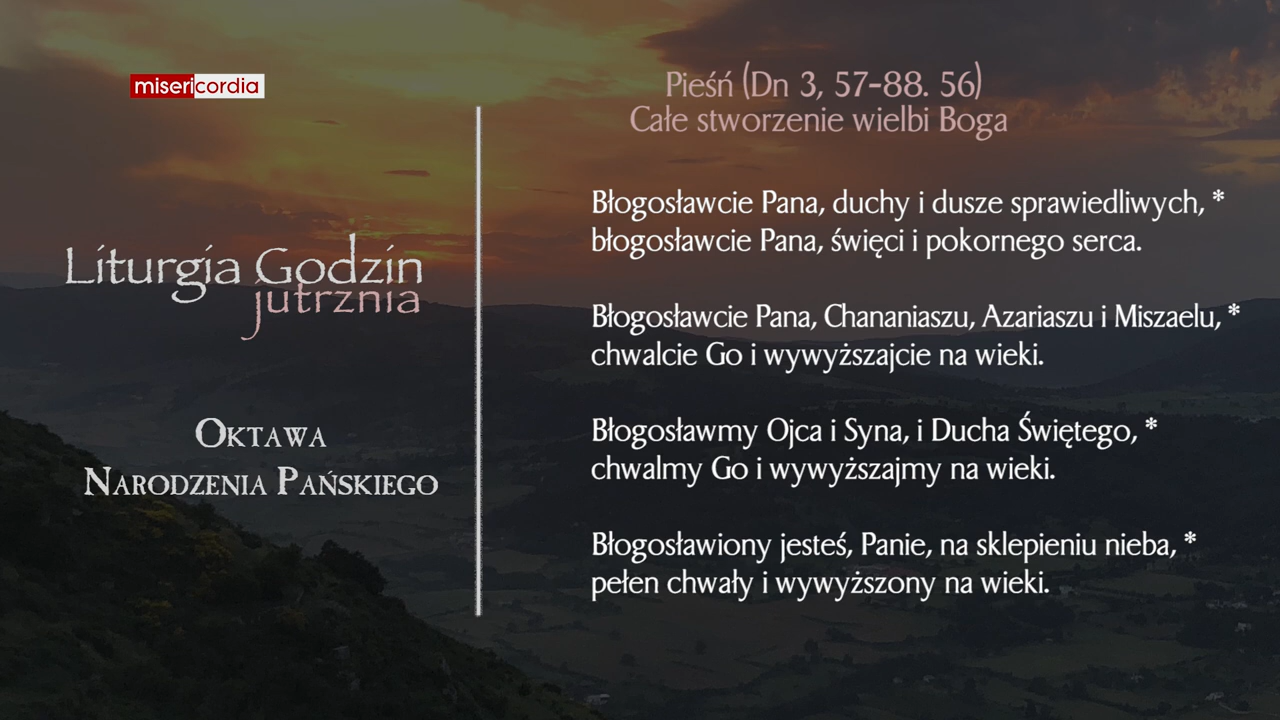 misericordia
Liturgia Godzin
jutrznia
Oktawa
Narodzenia Pańskiego
Pieśń (Dn 3, 57-88. 56)
Całe stworzenie wielbi Boga
Błogosławcie Pana, duchy i dusze sprawiedliwych, *
błogosławcie Pana, święci i pokornego serca.
Błogosławcie Pana, Chananiaszu, Azariaszu i Miszaelu, *
chwalcie Go i wywyższajcie na wieki.
Błogosławmy Ojca i Syna, i Ducha Świętego, *
chwalmy Go i wywyższajmy na wieki.
Błogosławiony jesteś, Panie, na sklepieniu nieba, *
pełen chwały i wywyższony na wieki.